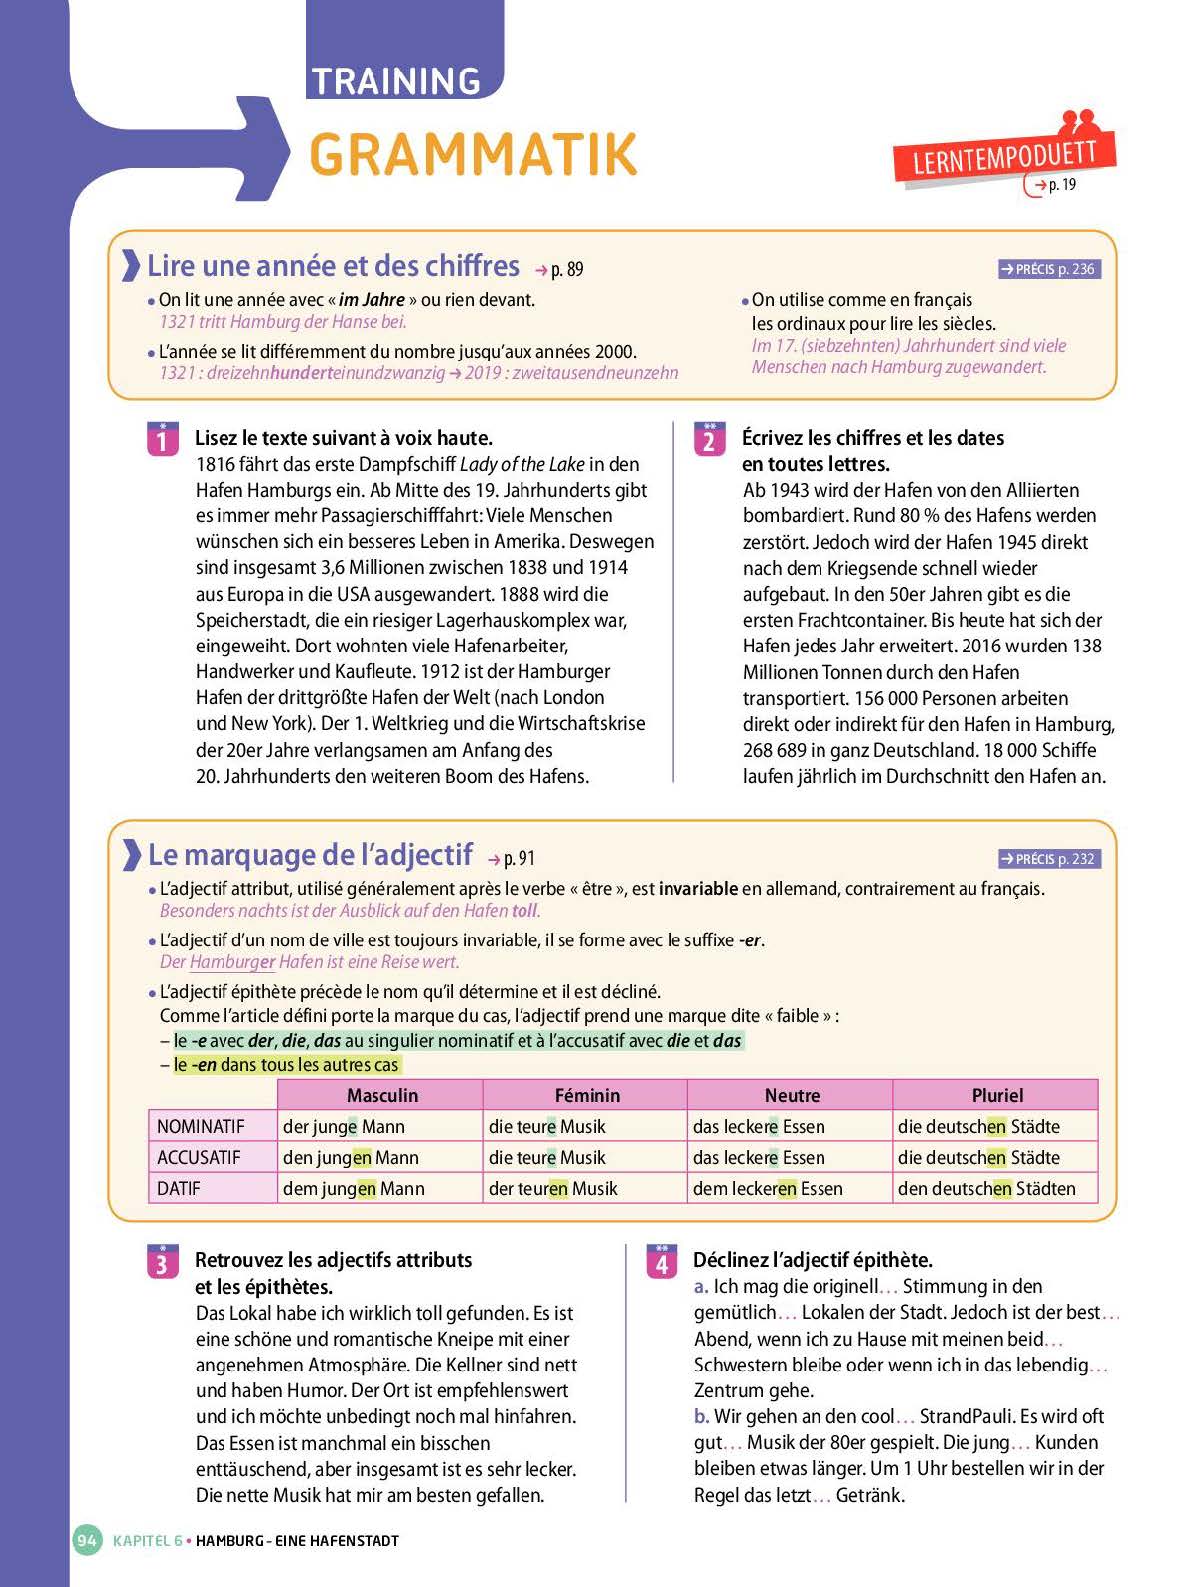 TRAINING
GRAMMATIK
LERNTEMPODUETT
→ p. 19
Lire une année et des chiffres → p. 89
→ PRÉCIS p. 236
• On lit une année avec « im Jahre » ou rien devant.
1321 tritt Hamburg der Hanse bei.
• L'année se lit différemment du nombre jusqu'aux années 2000.
1321 : dreizehnhunderteinundzwanzig → 2019 : zweitausendneunzehn
• On utilise comme en français
les ordinaux pour lire les siècles.
Im 17. (siebzehnten) Jahrhundert sind viele
Menschen nach Hamburg zugewandert.
* 1 Lisez le texte suivant à voix haute.
1816 fährt das erste Dampfschiff Lady of the Lake in den
Hafen Hamburgs ein. Ab Mitte des 19. Jahrhunderts gibt
es immer mehr Passagierschifffahrt: Viele Menschen
wünschen sich ein besseres Leben in Amerika. Deswegen
sind insgesamt 3,6 Millionen zwischen 1838 und 1914
aus Europa in die USA ausgewandert. 1888 wird die
Speicherstadt, die ein riesiger Lagerhauskomplex war,
eingeweiht. Dort wohnten viele Hafenarbeiter,
Handwerker und Kaufleute. 1912 ist der Hamburger
Hafen der drittgrößte Hafen der Welt (nach London
und New York). Der 1. Weltkrieg und die Wirtschaftskrise
der 20er Jahre verlangsamen am Anfang des
20. Jahrhunderts den weiteren Boom des Hafens.
** 2 Écrivez les chiffres et les dates
en toutes lettres.
Ab 1943 wird der Hafen von den Alliierten
bombardiert. Rund 80 % des Hafens werden
zerstört. Jedoch wird der Hafen 1945 direkt
nach dem Kriegsende schnell wieder
aufgebaut. In den 50er Jahren gibt es die
ersten Frachtcontainer. Bis heute hat sich der
Hafen jedes Jahr erweitert. 2016 wurden 138
Millionen Tonnen durch den Hafen
transportiert. 156 000 Personen arbeiten
direkt oder indirekt für den Hafen in Hamburg,
268 689 in ganz Deutschland. 18 000 Schiffe
laufen jährlich im Durchschnitt den Hafen an.
Le marquage de l'adjectif → p. 91
→ PRÉCIS p. 232
• L'adjectif attribut, utilisé généralement après le verbe « être », est invariable en allemand, contrairement au français.
Besonders nachts ist der Ausblick auf den Hafen toll.
• L'adjectif d'un nom de ville est toujours invariable, il se forme avec le suffixe -er.
Der Hamburger Hafen ist eine Reise wert.
• L'adjectif épithète précède le nom qu'il détermine et il est décliné.
Comme l'article défini porte la marque du cas, l'adjectif prend une marque dite « faible » :
– le -e avec der, die, das au singulier nominatif et à l'accusatif avec die et das
– le -en dans tous les autres cas
Masculin Féminin Neutre Pluriel
NOMINATIF der junge Mann die teure Musik das leckere Essen die deutschen Städte
ACCUSATIF den jungen Mann die teure Musik das leckere Essen die deutschen Städte
DATIF dem jungen Mann der teuren Musik dem leckeren Essen den deutschen Städten
* 3 Retrouvez les adjectifs attributs
et les épithètes.
Das Lokal habe ich wirklich toll gefunden. Es ist
eine schöne und romantische Kneipe mit einer
angenehmen Atmosphäre. Die Kellner sind nett
und haben Humor. Der Ort ist empfehlenswert
und ich möchte unbedingt noch mal hinfahren.
Das Essen ist manchmal ein bisschen
enttäuschend, aber insgesamt ist es sehr lecker.
Die nette Musik hat mir am besten gefallen.
** 4 Déclinez l'adjectif épithète.
a. Ich mag die originell... Stimmung in den
gemütlich... Lokalen der Stadt. Jedoch ist der best...
Abend, wenn ich zu Hause mit meinen beid...
Schwestern bleibe oder wenn ich in das lebendig...
Zentrum gehe.
b. Wir gehen an den cool... StrandPauli. Es wird oft
gut... Musik der 80er gespielt. Die jung... Kunden
bleiben etwas länger. Um 1 Uhr bestellen wir in der
Regel das letzt... Getränk.
94 KAPITEL 6 • HAMBURG - EINE HAFENSTADT